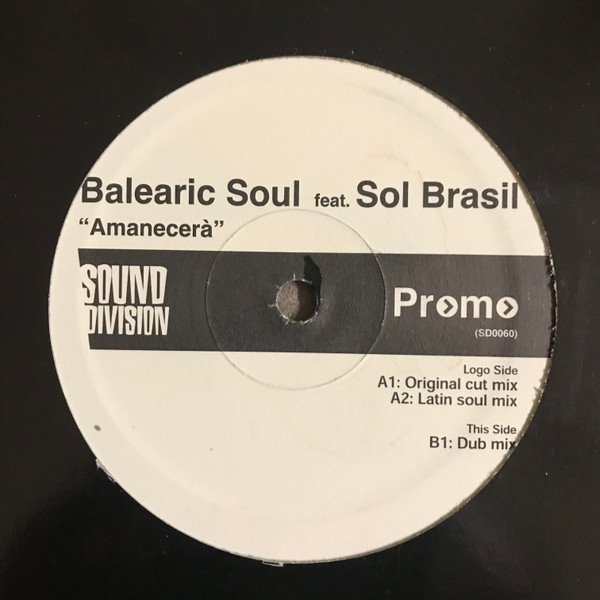 Balearic Soul feat. Sol Brasil
“Amanecerà”
SOUND
DIVISION
Promo
(SD0060)
Logo Side
A1: Original cut mix
A2: Latin soul mix
This Side
B1: Dub mix